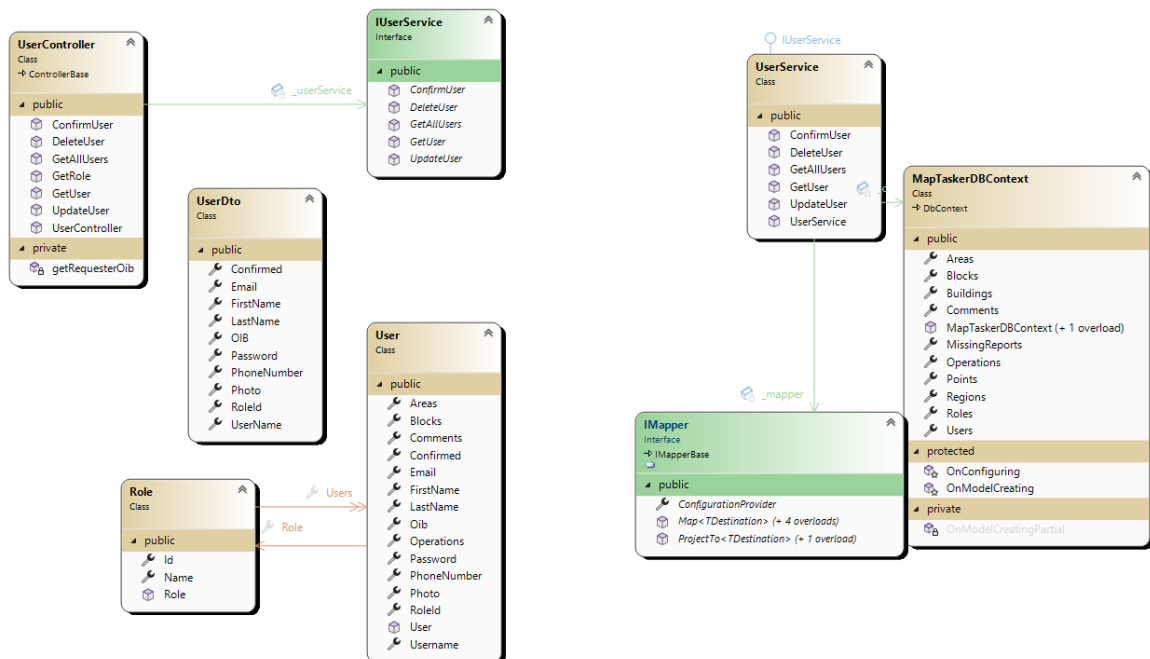 UserController
Class
ControllerBase
public
ConfirmUser
DeleteUser
GetAllUsers
GetRole
GetUser
UpdateUser
UserController
private
getRequesterOib
_userService
IUserService
Interface
public
ConfirmUser
DeleteUser
GetAllUsers
GetUser
UpdateUser
UserDto
Class
public
Confirmed
Email
FirstName
LastName
OIB
Password
PhoneNumber
Photo
RoleId
UserName
User
Class
public
Areas
Blocks
Comments
Confirmed
Email
FirstName
LastName
Oib
Operations
Password
PhoneNumber
Photo
RoleId
User
Username
Role
Class
public
Id
Name
Role
Users
Role
IUserService
UserService
Class
public
ConfirmUser
DeleteUser
GetAllUsers
GetUser
UpdateUser
UserService
MapTaskerDBContext
Class
DbContext
public
Areas
Blocks
Buildings
Comments
MapTaskerDBContext (+ 1 overload)
MissingReports
Operations
Points
Regions
Roles
Users
protected
OnConfiguring
OnModelCreating
private
OnModelCreatingPartial
_mapper
IMapper
Interface
IMapperBase
public
ConfigurationProvider
Map<TDestination> (+ 4 overloads)
ProjectTo<TDestination> (+ 1 overload)